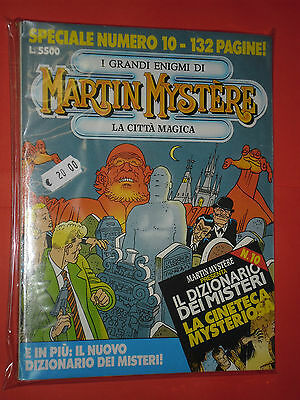 SPECIALE NUMERO 10 - 132 PAGINE!
L. 5500
I GRANDI ENIGMI DI
MARTIN MYSTÈRE
LA CITTÀ MAGICA
€ 20,00
N.10
MARTIN MYSTÈRE
IL DIZIONARIO
DEI MISTERI
LA CINETECA
MYSTERIOSA
E IN PIÙ: IL NUOVO
DIZIONARIO DEI MISTERI!